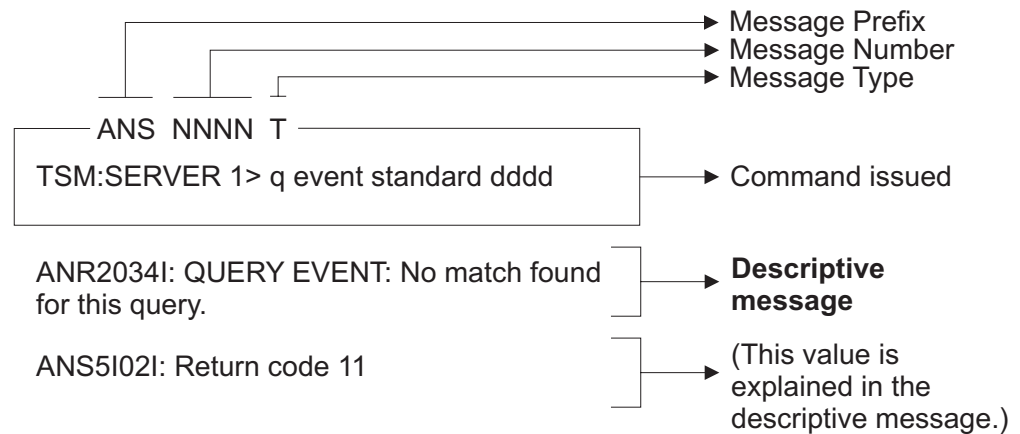 Message Prefix
Message Number
Message Type
ANS NNNN T
TSM:SERVER 1> q event standard dddd
Command issued
ANR2034I: QUERY EVENT: No match found
for this query.
Descriptive
message
ANS5I02I: Return code 11
(This value is
explained in the
descriptive message.)